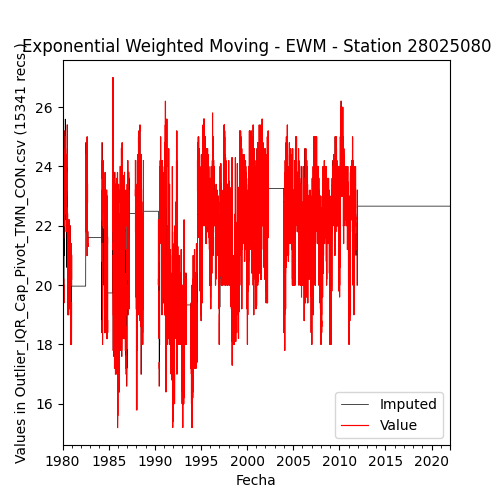 Exponential Weighted Moving - EWM - Station 28025080
Values in Outlier_IQR_Cap_Pivot_TMN_CON.csv (15341 recs.)
26
24
22
20
18
16
Imputed
Value
1980 1985 1990 1995 2000 2005 2010 2015 2020
Fecha